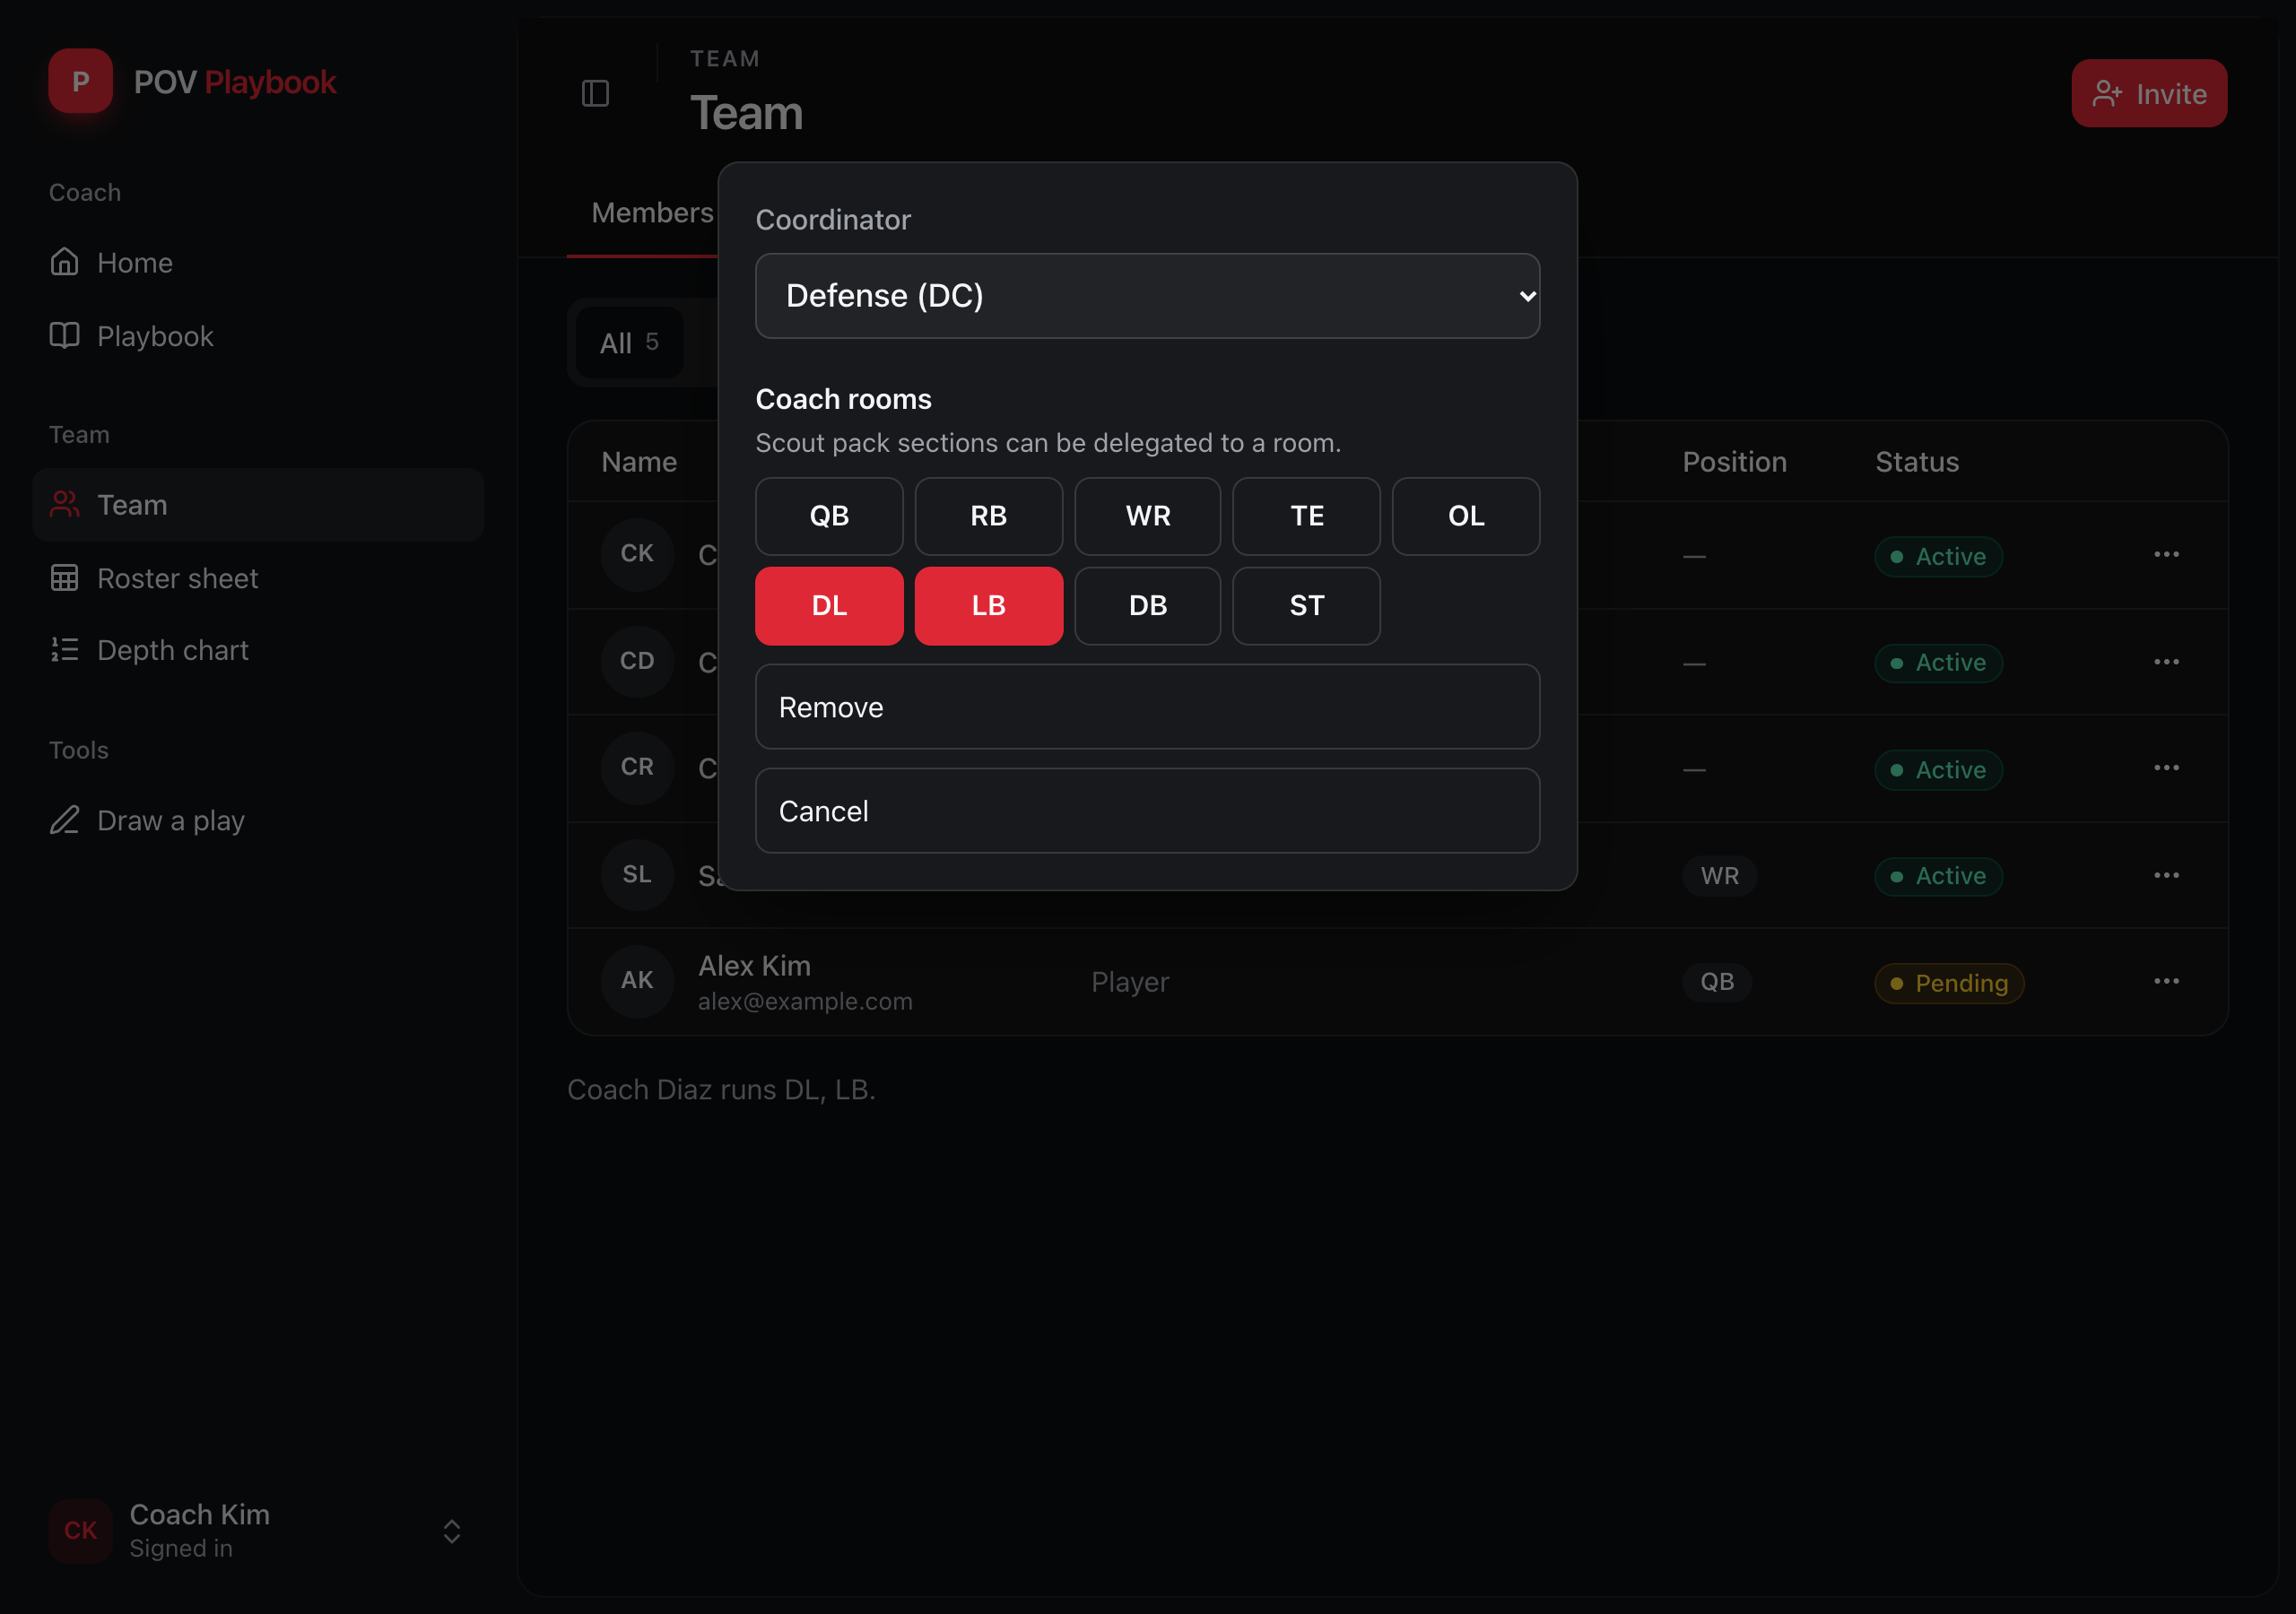 P
POV Playbook
Coach
Home
Playbook
Team
Team
Roster sheet
Depth chart
Tools
Draw a play
CK
Coach Kim
Signed in
TEAM
Team
Invite
Members
All 5
Name
Position
Status
CK
—
Active
CD
—
Active
CR
—
Active
SL
WR
Active
AK
Alex Kim
alex@example.com
Player
QB
Pending
Coach Diaz runs DL, LB.
Coordinator
Defense (DC)
Coach rooms
Scout pack sections can be delegated to a room.
QB RB WR TE OL
DL LB DB ST
Remove
Cancel